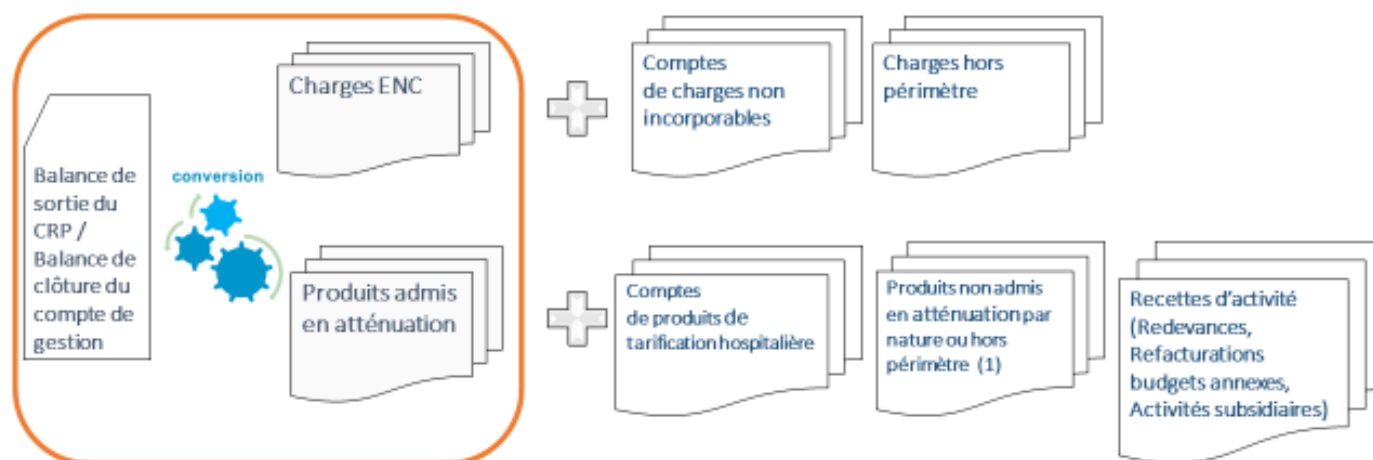 Balance de
sortie du
CRP /
Balance de
clôture du
compte de
gestion
conversion
Charges ENC
Produits admis
en atténuation
Comptes
de charges non
incorporables
Charges hors
périmètre
Comptes
de produits de
tarification hospitalière
Produits non admis
en atténuation par
nature ou hors
périmètre (1)
Recettes d'activité
(Redevances,
Refacturations
budgets annexes,
Activités subsidiaires)